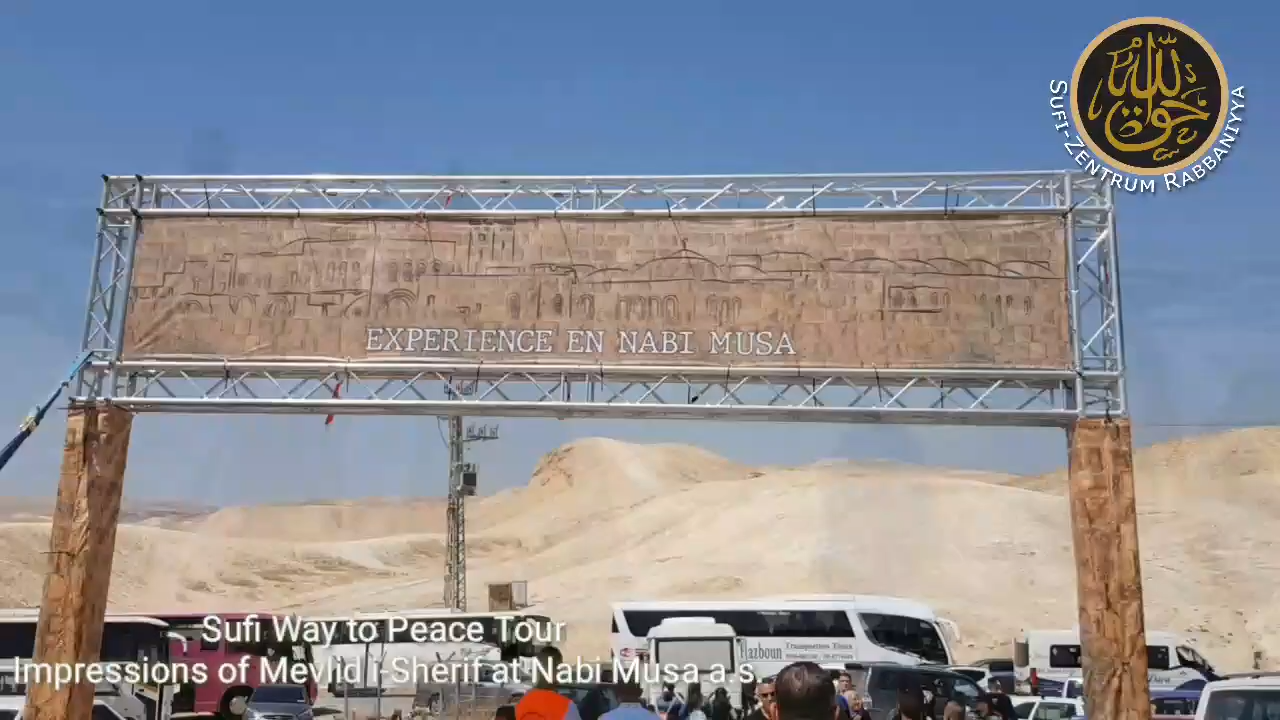 SUFI-ZENTRUM RABBANIYYA
EXPERIENCE EN NABI MUSA
Sufi Way to Peace Tour
Impressions of Mevlid i-Sherif at Nabi Musa a.s.